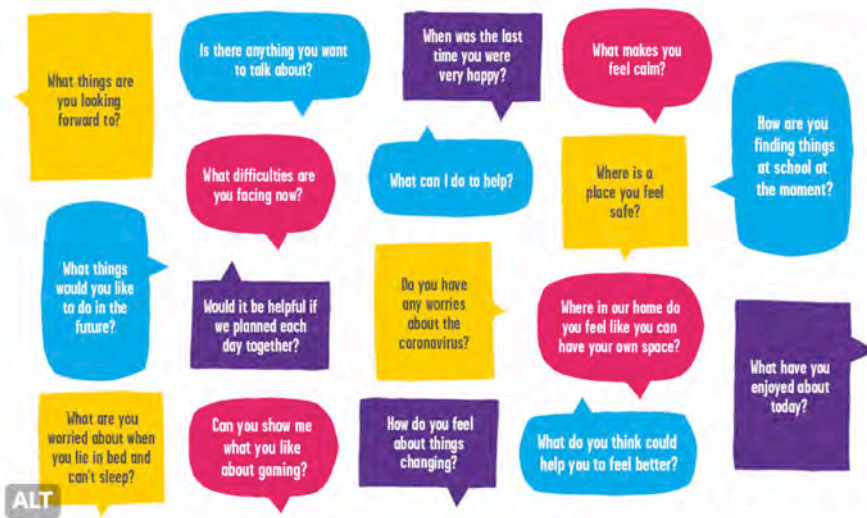 What things are
you looking
forward to?
Is there anything you want
to talk about?
When was the last
time you were
very happy?
What makes you
feel calm?
How are you
finding things
at school at
the moment?
What difficulties are
you facing now?
What can I do to help?
Where is a
place you feel
safe?
What things
would you like
to do in the
future?
Would it be helpful if
we planned each
day together?
Do you have
any worries
about the
coronavirus?
Where in our home do
you feel like you can
have your own space?
What have you
enjoyed about
today?
What are you
worried about when
you lie in bed and
can't sleep?
Can you show me
what you like
about gaming?
How do you feel
about things
changing?
What do you think could
help you to feel better?
ALT